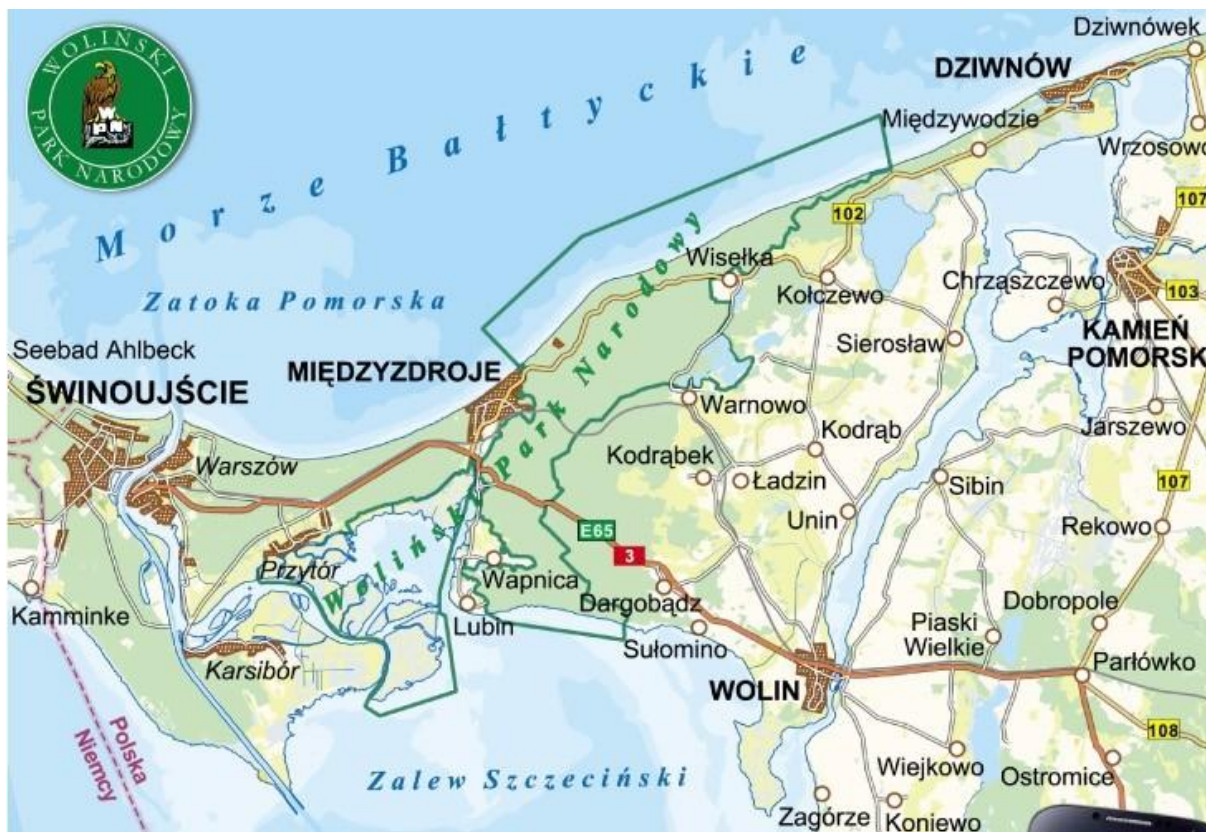 WOLIŃSKI
PARK NARODOWY
WPN
Morze Bałtyckie
Dziwnówek
DZIWNÓW
Międzywodzie
Wrzosowo
107
102
Wisełka
Kołczewo
Chrząszczewo
103
KAMIEŃ
POMORSK
Zatoka Pomorska
Seebad Ahlbeck
ŚWINOUJŚCIE
MIĘDZYZDROJE
Woliński Park Narodowy
Sierosław
Warnowo
Jarszewo
Warszów
Kodrąbek
Kodrąb
Ładzin
Sibin
107
Unin
Rekowo
E65
3
Przytór
Wapnica
Dargobądz
Kamminke
Lubin
Sułomino
Dobropole
Piaski
Wielkie
Karsibór
WOLIN
Parłówko
Polska
Niemcy
108
Zalew Szczeciński
Wiejkowo
Ostromice
Zagórze
Koniewo